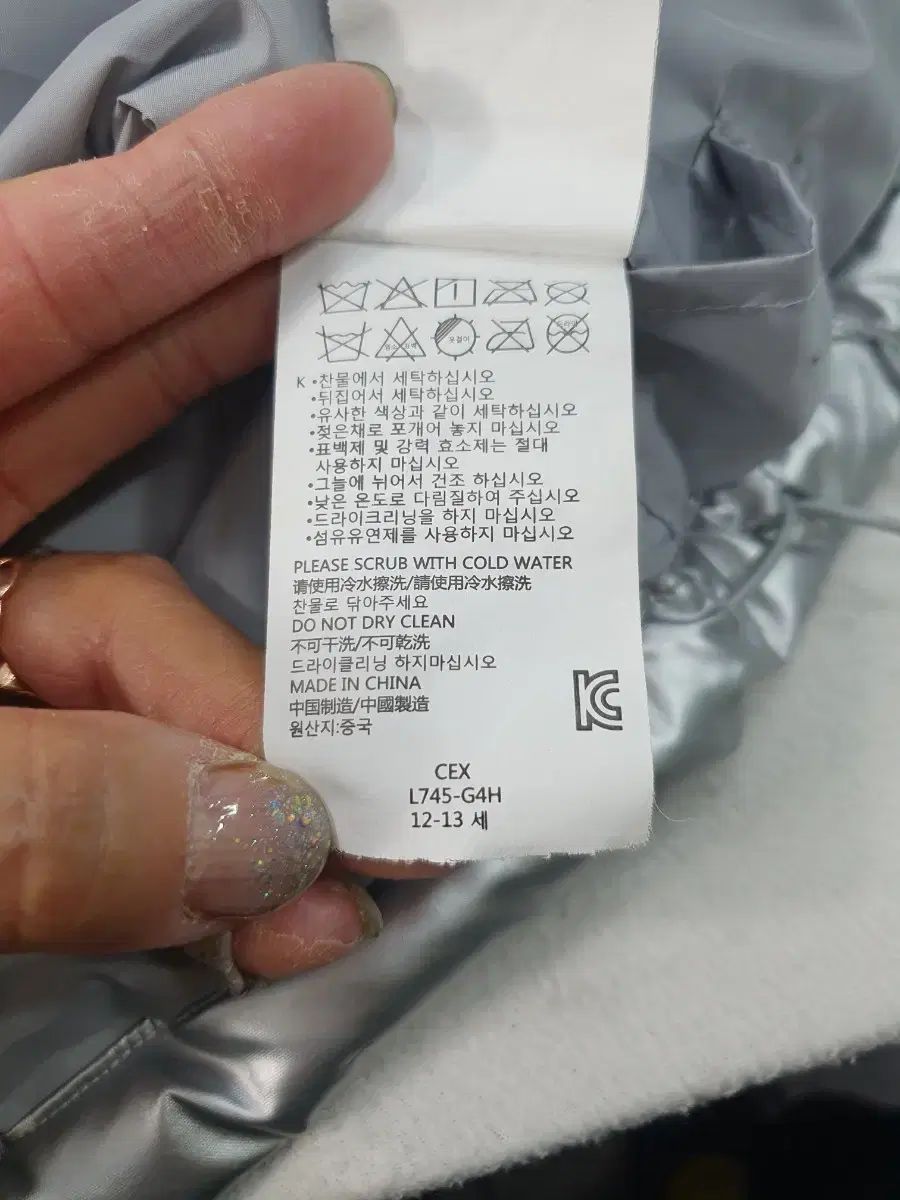 옷걸이
드라이
K •찬물에서 세탁하십시오
•뒤집어서 세탁하십시오
•유사한 색상과 같이 세탁하십시오
•젖은채로 포개어 놓지 마십시오
•표백제 및 강력 효소제는 절대
사용하지 마십시오
•그늘에 뉘어서 건조 하십시오
•낮은 온도로 다림질하여 주십시오
•드라이크리닝을 하지 마십시오
•섬유유연제를 사용하지 마십시오
PLEASE SCRUB WITH COLD WATER
请使用冷水擦洗/請使用冷水擦洗
찬물로 닦아주세요
DO NOT DRY CLEAN
不可干洗/不可乾洗
드라이클리닝 하지마십시오
MADE IN CHINA
中国制造/中國製造
원산지:중국
KC
CEX
L745-G4H
12-13 세